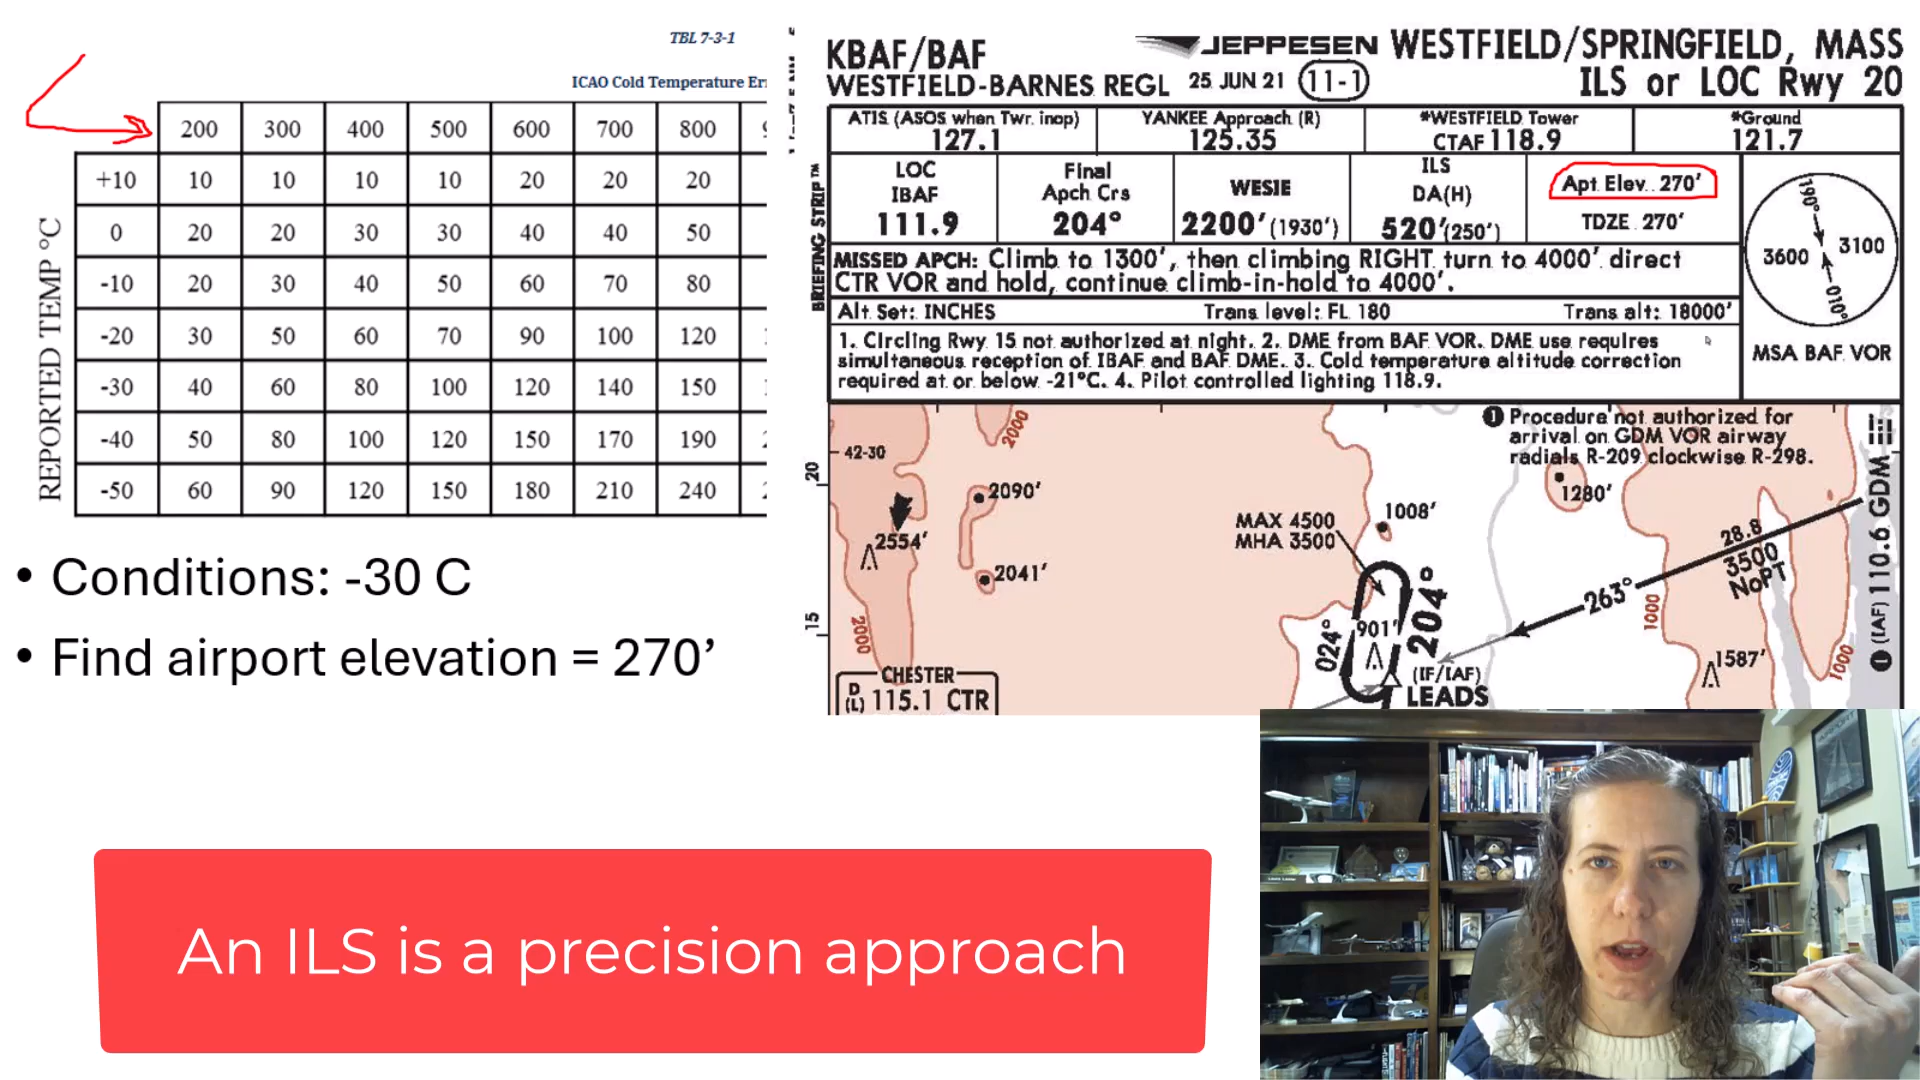 TBL 7-3-1
ICAO Cold Temperature Er
200 300 400 500 600 700 800
REPORTED TEMP °C
+10 10 10 10 10 20 20 20
0 20 20 30 30 40 40 50
-10 20 30 40 50 60 70 80
-20 30 50 60 70 90 100 120
-30 40 60 80 100 120 140 150
-40 50 80 100 120 150 170 190
-50 60 90 120 150 180 210 240
• Conditions: -30 C
• Find airport elevation = 270’
An ILS is a precision approach
KBAF/BAF
WESTFIELD-BARNES REGL 25 JUN 21 11-1
JEPPESEN WESTFIELD/SPRINGFIELD, MASS
ILS or LOC Rwy 20
BRIEFING STRIP™
ATIS (ASOS when Twr inop)
127.1
YANKEE Approach (R)
125.35
*WESTFIELD Tower
CTAF 118.9
*Ground
121.7
LOC
IBAF
111.9
Final
Apch Crs
204°
WESIE
2200'(1930')
ILS
DA(H)
520'(250')
Apt Elev 270'
TDZE 270'
MISSED APCH: Climb to 1300', then climbing RIGHT turn to 4000' direct
CTR VOR and hold, continue climb-in-hold to 4000'.
Alt Set: INCHES Trans level: FL 180 Trans alt: 18000'
1. Circling Rwy 15 not authorized at night. 2. DME from BAF VOR. DME use requires
simultaneous reception of IBAF and BAF DME. 3. Cold temperature altitude correction
required at or below -21°C. 4. Pilot controlled lighting 118.9.
190°
3600 3100
010°
MSA BAF VOR
1 Procedure not authorized for
arrival on GDM VOR airway
radials R-209 clockwise R-298.
2000
42-30
20
2090'
1280'
2554'
MAX 4500
MHA 3500
1008'
2041'
28.8
3500
NoPT
263°
1000
1 (IAF) 110.6 GDM
15
2000
024°
901'
204°
1587'
1000
(IF/IAF)
LEADS
CHESTER
D
(L) 115.1 CTR